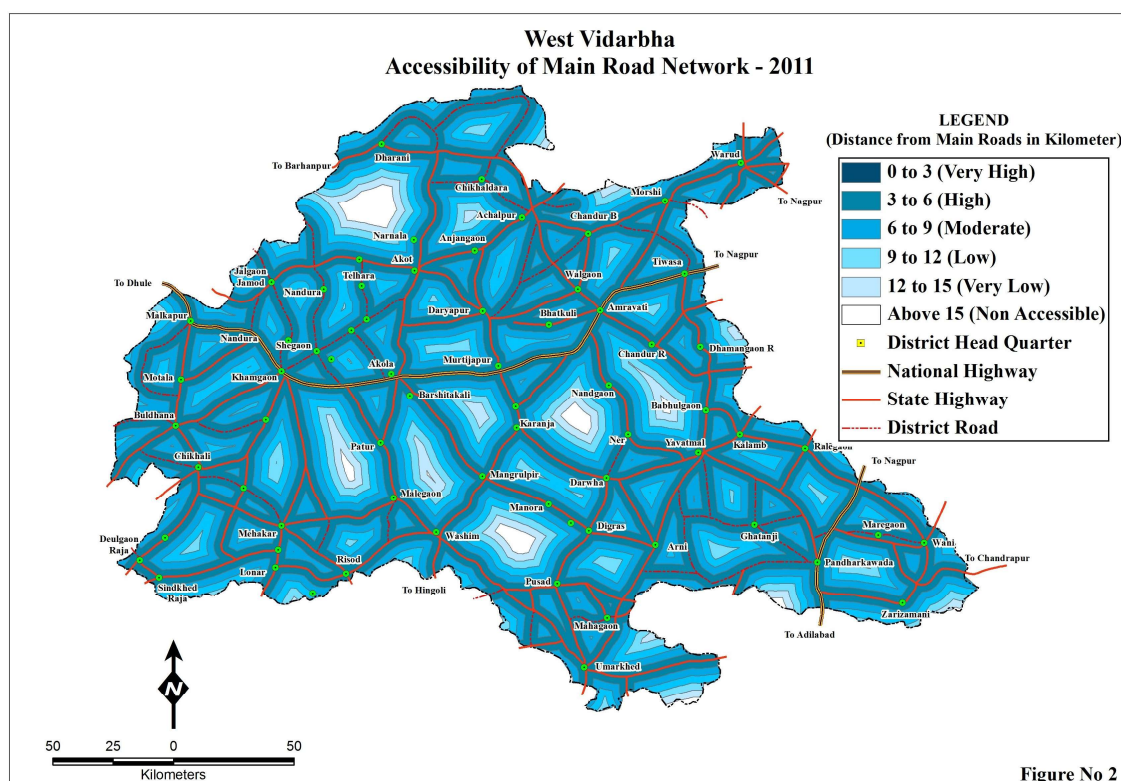 West Vidarbha
Accessibility of Main Road Network - 2011
LEGEND
(Distance from Main Roads in Kilometer)
0 to 3 (Very High)
3 to 6 (High)
6 to 9 (Moderate)
9 to 12 (Low)
12 to 15 (Very Low)
Above 15 (Non Accessible)
District Head Quarter
National Highway
State Highway
District Road
To Barhanpur
Dharani
Warud
Chikhaldara
Morshi
To Nagpur
Achalpur
Chandur B
Narnala
Anjangaon
Akot
Walgaon
Tiwasa
To Nagpur
To Dhule
Jalgaon
Jamod
Telhara
Nandura
Malkapur
Daryapur
Bhatkuli
Amravati
Nandura
Shegaon
Akola
Murtijapur
Chandur R
Dhamangaon R
Motala
Khamgaon
Barshitakali
Nandgaon
Babhulgaon
Buldhana
Karanja
Patur
Ner
Yavatmal
Kalamb
Ralegaon
Chikhali
Mangrulpir
Darwha
To Nagpur
Malegaon
Manora
Mehakar
Digras
Ghatanji
Maregaon
Deulgaon
Raja
Washim
Arni
Wani
Lonar
Risod
Pandharkawada
To Chandrapur
Sindkhed
Raja
To Hingoli
Pusad
Zarizamani
Mahagaon
To Adilabad
Umarkhed
N
50 25 0 50
Kilometers
Figure No 2